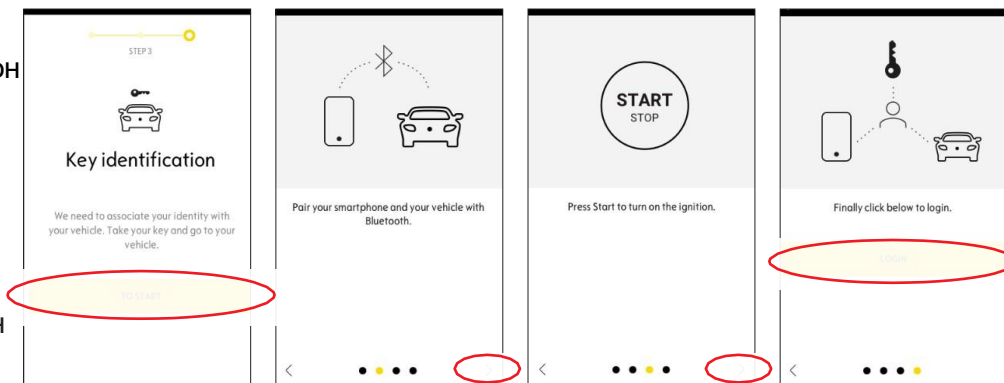 он
н
STEP 3
Key identification
We need to associate your identity with
your vehicle. Take your key and go to your
vehicle.
TO START
Pair your smartphone and your vehicle with
Bluetooth.
START
STOP
Press Start to turn on the ignition.
Finally click below to login.
LOGIN